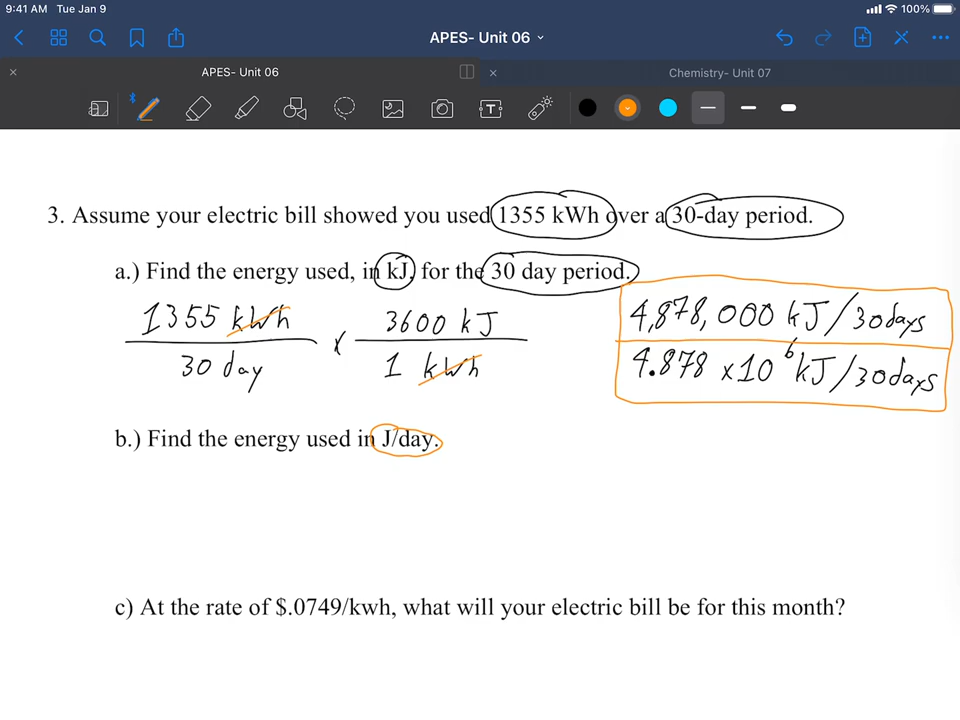 9:41 AM Tue Jan 9 100%
APES- Unit 06
APES- Unit 06 Chemistry- Unit 07
T
3. Assume your electric bill showed you used 1355 kWh over a 30-day period.
a.) Find the energy used, in kJ, for the 30 day period.
1355 kWh
30 day
x
3600 kJ
1 kWh
4,878,000 kJ/30days
4.878 x10⁶ kJ/30days
b.) Find the energy used in J/day.
c) At the rate of $.0749/kwh, what will your electric bill be for this month?